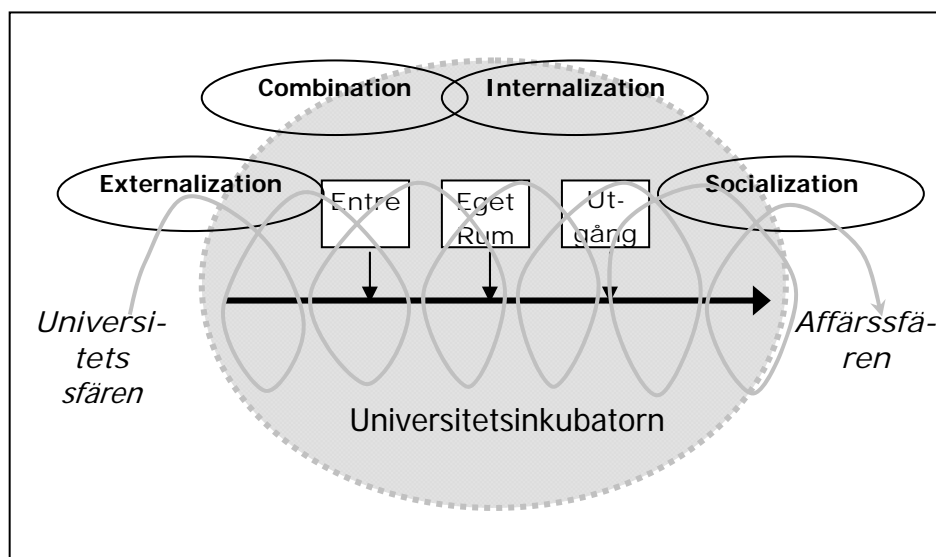 Combination
Internalization
Externalization
Socialization
Entre
Eget
Rum
Ut-
gång
Universi-
tets
sfären
Affärssfä-
ren
Universitetsinkubatorn